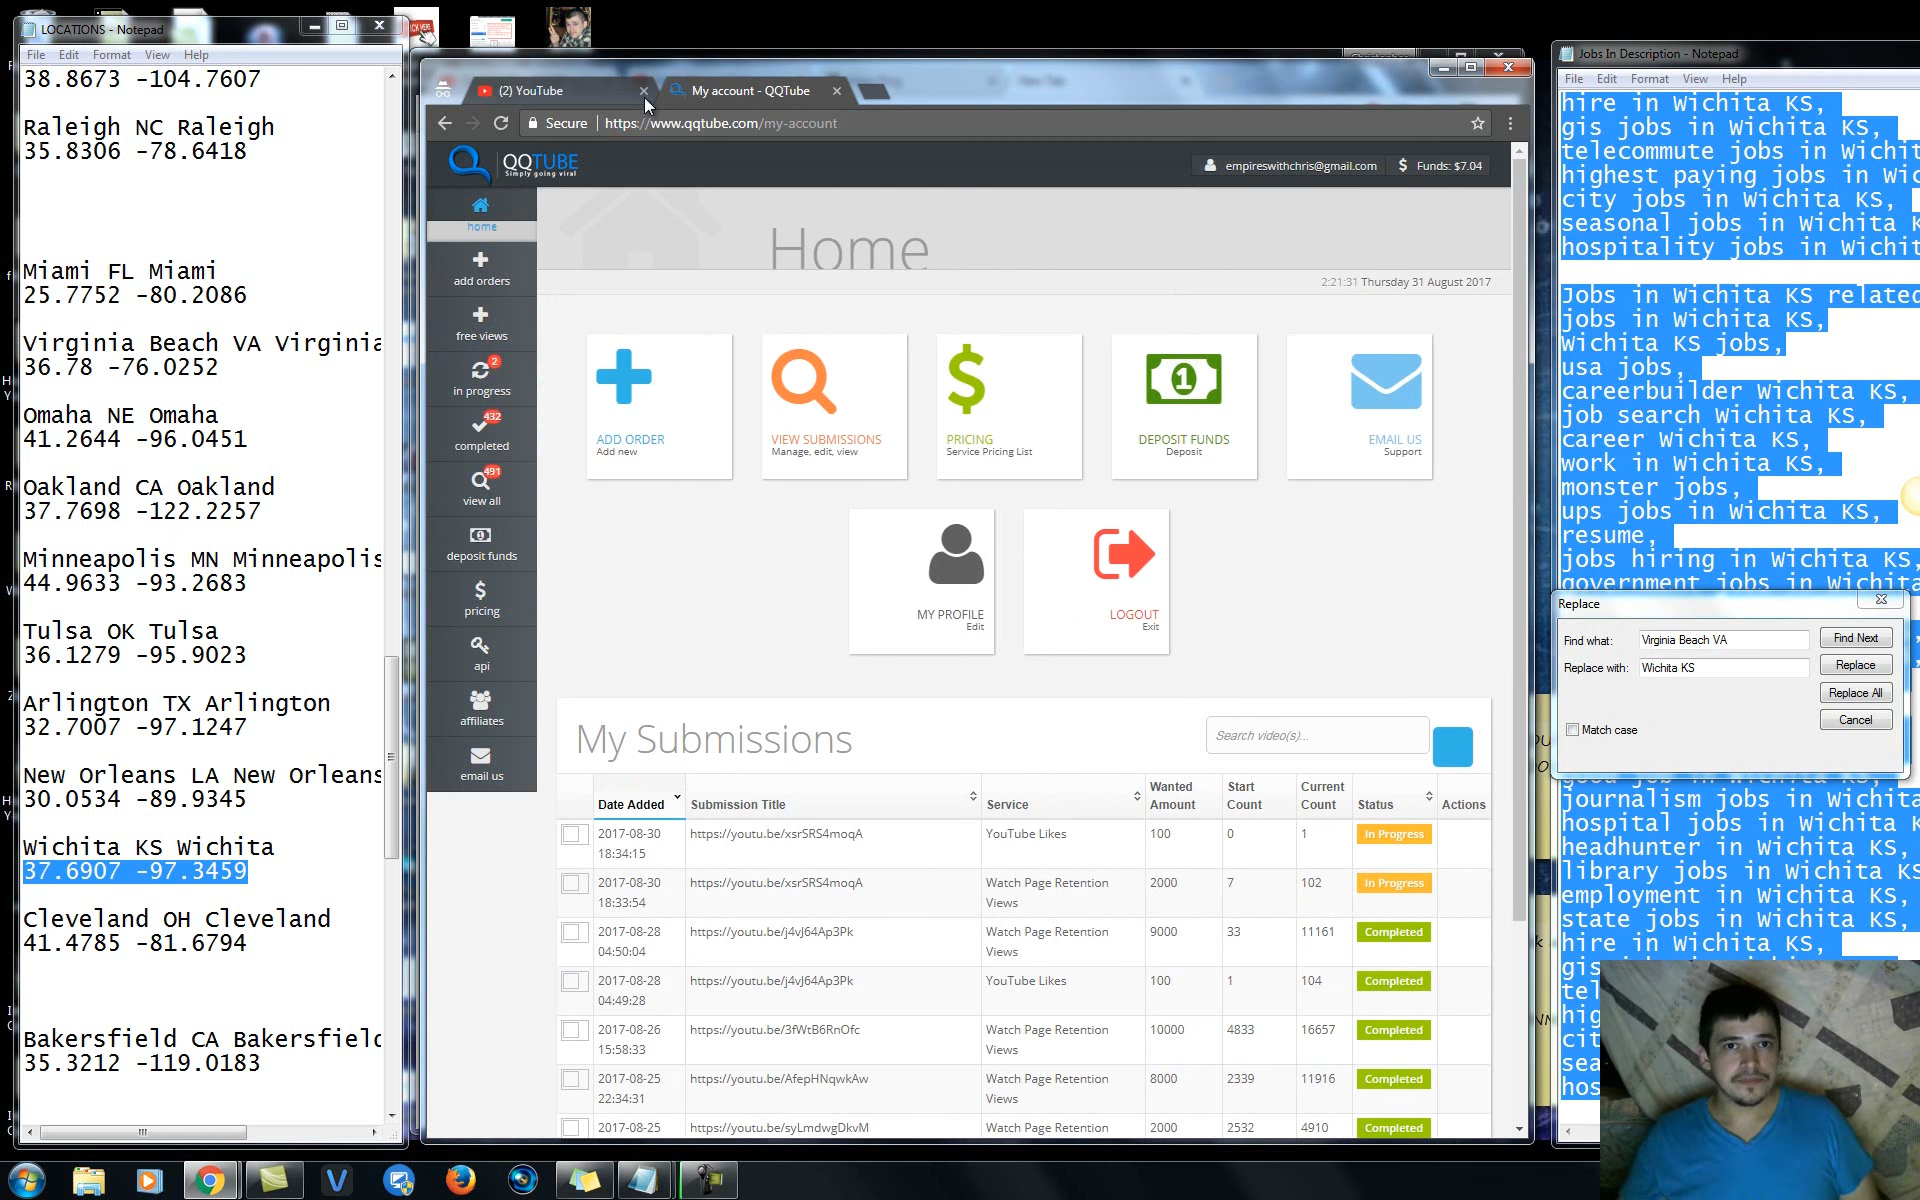 LOCATIONS - Notepad
File Edit Format View Help
38.8673 -104.7607
Raleigh NC Raleigh
35.8306 -78.6418
Miami FL Miami
25.7752 -80.2086
Virginia Beach VA Virginia
36.78 -76.0252
Omaha NE Omaha
41.2644 -96.0451
Oakland CA Oakland
37.7698 -122.2257
Minneapolis MN Minneapolis
44.9633 -93.2683
Tulsa OK Tulsa
36.1279 -95.9023
Arlington TX Arlington
32.7007 -97.1247
New Orleans LA New Orleans
30.0534 -89.9345
Wichita KS Wichita
37.6907 -97.3459
Cleveland OH Cleveland
41.4785 -81.6794
Bakersfield CA Bakersfield
35.3212 -119.0183
(2) YouTube
My account - QQTube
Secure https://www.qqtube.com/my-account
QQTUBE
Simply going viral
empireswithchris@gmail.com
$ Funds: $7.04
home
add orders
free views
2
in progress
432
completed
491
view all
deposit funds
pricing
api
affiliates
email us
Home
2:21:31 Thursday 31 August 2017
ADD ORDER
Add new
VIEW SUBMISSIONS
Manage, edit, view
PRICING
Service Pricing List
DEPOSIT FUNDS
Deposit
EMAIL US
Support
MY PROFILE
Edit
LOGOUT
Exit
My Submissions
Search video(s)...
Date Added Submission Title Service Wanted Amount Start Count Current Count Status Actions
2017-08-30 18:34:15 https://youtu.be/xsrSRS4moqA YouTube Likes 100 0 1 In Progress
2017-08-30 18:33:54 https://youtu.be/xsrSRS4moqA Watch Page Retention Views 2000 7 102 In Progress
2017-08-28 04:50:04 https://youtu.be/j4vJ64Ap3Pk Watch Page Retention Views 9000 33 11161 Completed
2017-08-28 04:49:28 https://youtu.be/j4vJ64Ap3Pk YouTube Likes 100 1 104 Completed
2017-08-26 15:58:33 https://youtu.be/3fWtB6RnOfc Watch Page Retention Views 10000 4833 16657 Completed
2017-08-25 22:34:31 https://youtu.be/AfepHNqwkAw Watch Page Retention Views 8000 2339 11916 Completed
2017-08-25 https://youtu.be/syLmdwgDkvM Watch Page Retention 2000 2532 4910 Completed
Jobs In Description - Notepad
File Edit Format View Help
hire in Wichita KS,
gis jobs in Wichita KS,
telecommute jobs in Wichit
highest paying jobs in Wic
city jobs in Wichita KS,
seasonal jobs in Wichita KS
hospitality jobs in Wichit
Jobs in Wichita KS related
jobs in Wichita KS,
Wichita KS jobs,
usa jobs,
careerbuilder Wichita KS,
job search Wichita KS,
career Wichita KS,
work in Wichita KS,
monster jobs,
ups jobs in Wichita KS,
resume,
jobs hiring in Wichita KS,
government jobs in Wichita
Replace
Find what: Virginia Beach VA
Find Next
Replace with: Wichita KS
Replace
Replace All
Cancel
Match case
good job in Wichita KS,
journalism jobs in Wichita
hospital jobs in Wichita K
headhunter in Wichita KS,
library jobs in Wichita KS
employment in Wichita KS,
state jobs in Wichita KS,
hire in Wichita KS,
gis
tel
hig
cit
sea
hos